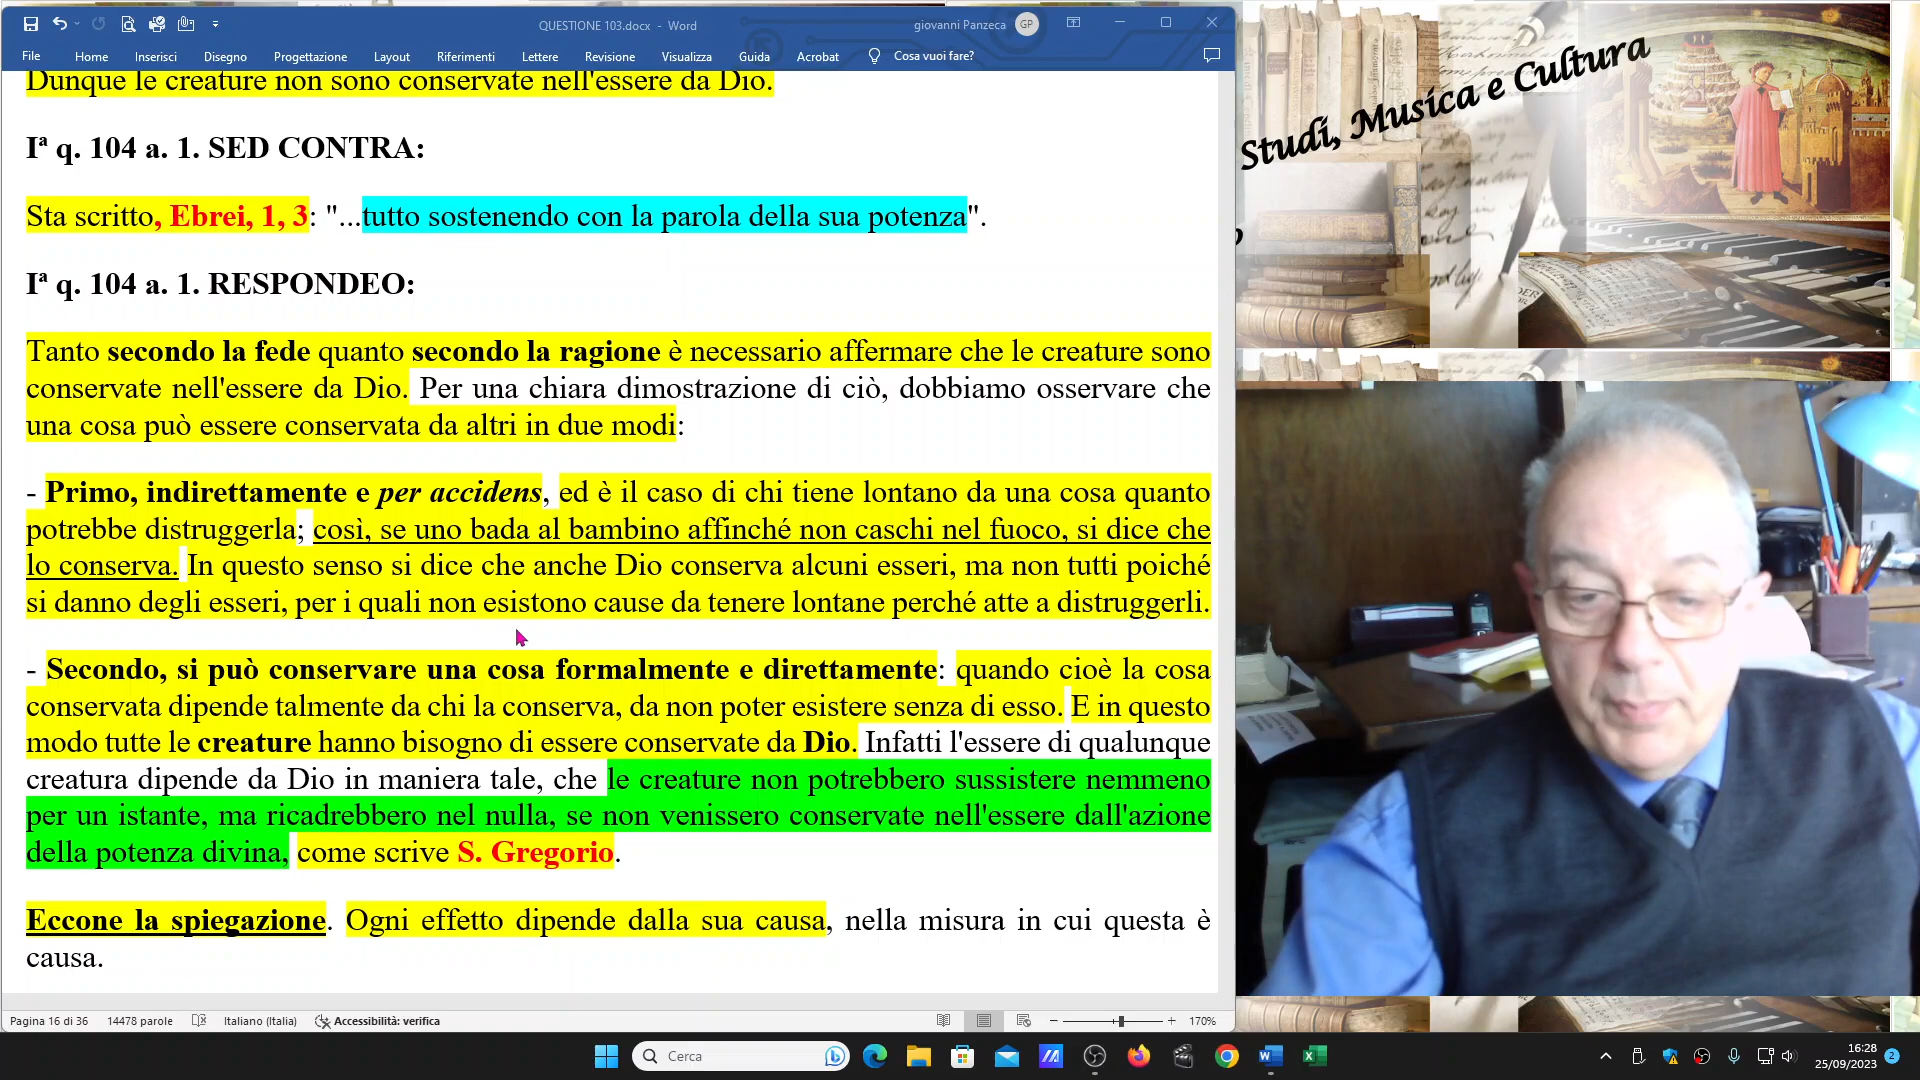 QUESTIONE 103.docx - Word
giovanni Panzeca GP
File Home Inserisci Disegno Progettazione Layout Riferimenti Lettere Revisione Visualizza Guida Acrobat Cosa vuoi fare?
Dunque le creature non sono conservate nell'essere da Dio.
Iª q. 104 a. 1. SED CONTRA:
Sta scritto, Ebrei, 1, 3: "...tutto sostenendo con la parola della sua potenza".
Iª q. 104 a. 1. RESPONDEO:
Tanto secondo la fede quanto secondo la ragione è necessario affermare che le creature sono
conservate nell'essere da Dio. Per una chiara dimostrazione di ciò, dobbiamo osservare che
una cosa può essere conservata da altri in due modi:
- Primo, indirettamente e per accidens, ed è il caso di chi tiene lontano da una cosa quanto
potrebbe distruggerla; così, se uno bada al bambino affinché non caschi nel fuoco, si dice che
lo conserva. In questo senso si dice che anche Dio conserva alcuni esseri, ma non tutti poiché
si danno degli esseri, per i quali non esistono cause da tenere lontane perché atte a distruggerli.
- Secondo, si può conservare una cosa formalmente e direttamente: quando cioè la cosa
conservata dipende talmente da chi la conserva, da non poter esistere senza di esso. E in questo
modo tutte le creature hanno bisogno di essere conservate da Dio. Infatti l'essere di qualunque
creatura dipende da Dio in maniera tale, che le creature non potrebbero sussistere nemmeno
per un istante, ma ricadrebbero nel nulla, se non venissero conservate nell'essere dall'azione
della potenza divina, come scrive S. Gregorio.
Eccone la spiegazione. Ogni effetto dipende dalla sua causa, nella misura in cui questa è
causa.
Pagina 16 di 36 14478 parole Italiano (Italia) Accessibilità: verifica 170%
Studi, Musica e Cultura
Cerca
16:28
25/09/2023 2